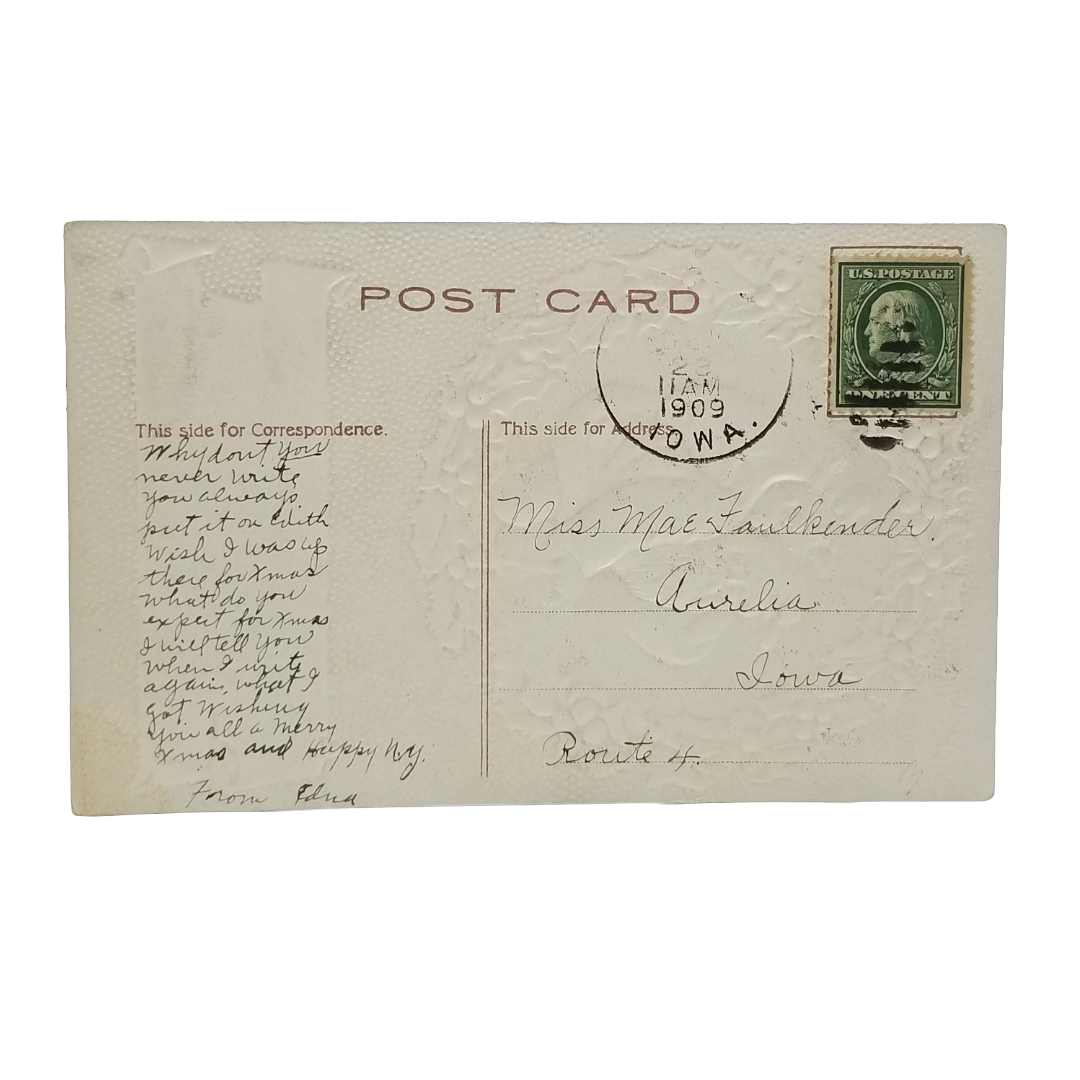 POST CARD
U.S. POSTAGE
ONE CENT
23
11 AM
1909
IOWA.
This side for Correspondence.
Why dont you
never write
you always
put it on Edith
Wish I was up
there for Xmas
what do you
expect for Xmas
I will tell you
when I write
again, what I
got. Wishing
you all a Merry
Xmas and Happy N.Y.
From Edna
This side for Address.
Miss Mae Faulkender.
Aurelia
Iowa
Route 4.